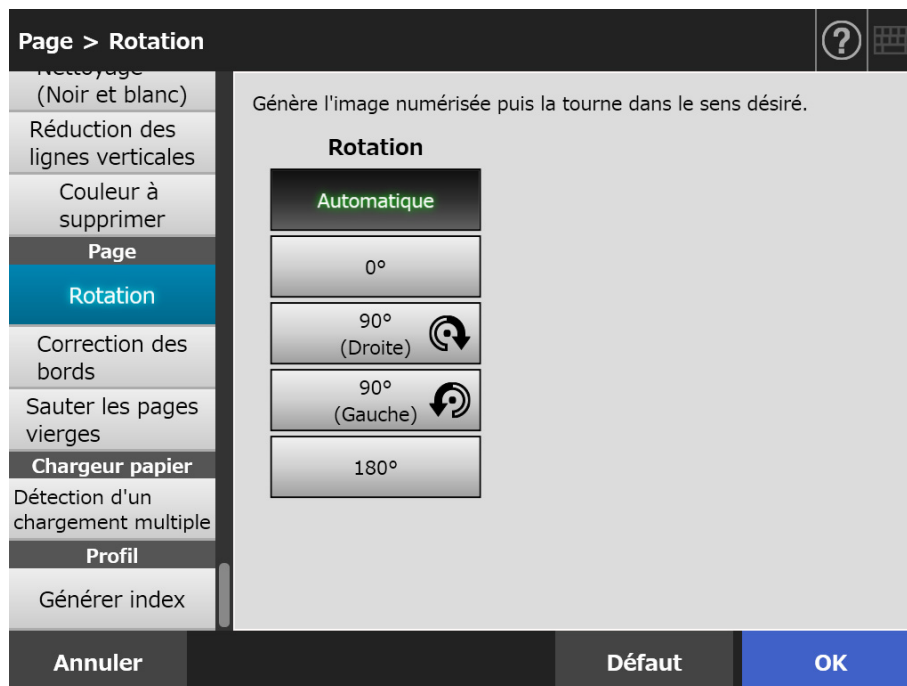 Page > Rotation
Nettoyage
(Noir et blanc)
Réduction des
lignes verticales
Couleur à
supprimer
Page
Rotation
Correction des
bords
Sauter les pages
vierges
Chargeur papier
Détection d'un
chargement multiple
Profil
Générer index
Génère l'image numérisée puis la tourne dans le sens désiré.
Rotation
Automatique
0°
90°
(Droite)
90°
(Gauche)
180°
Annuler
Défaut
OK